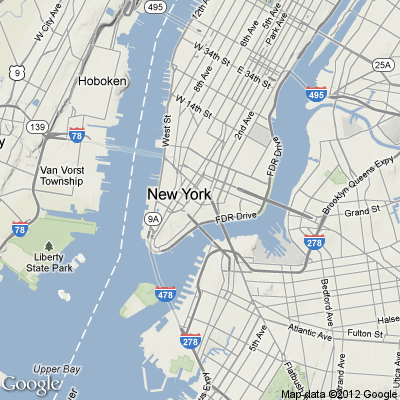 495
12th Ave
W City Ave
W 34th St
E 34th St
5th Ave
Park Ave
9
Hoboken
8th Ave
25A
W 14th St
495
139
78
West St
2nd Ave
FDR Drive
Van Vorst
Township
Brooklyn Queens Expy
New York
Grand St
9A
FDR Drive
78
278
Liberty
State Park
478
Bedford Ave
278
Atlantic Ave
Fulton St
5th Ave
Upper Bay
Utica Ave
Google
Map data ©2012 Google